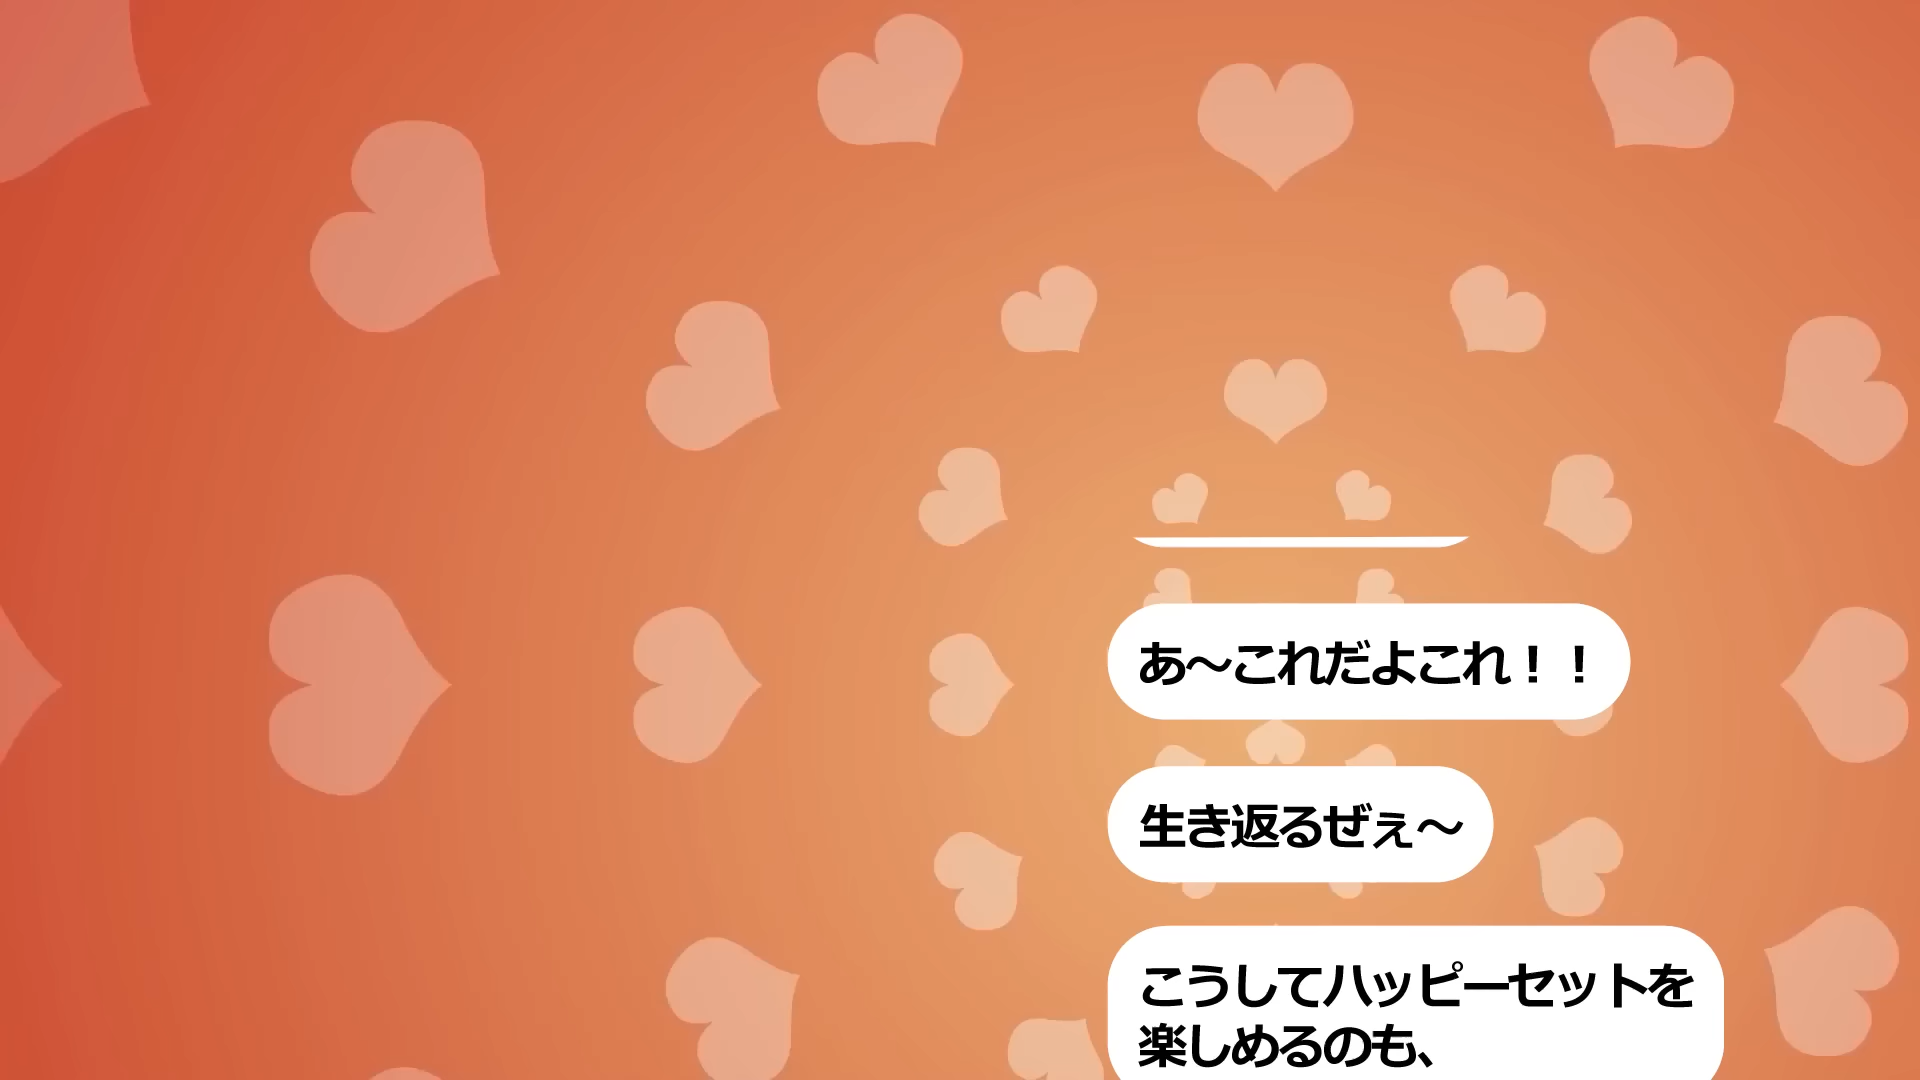 あ～これだよこれ！！
生き返るぜぇ～
こうしてハッピーセットを
楽しめるのも、